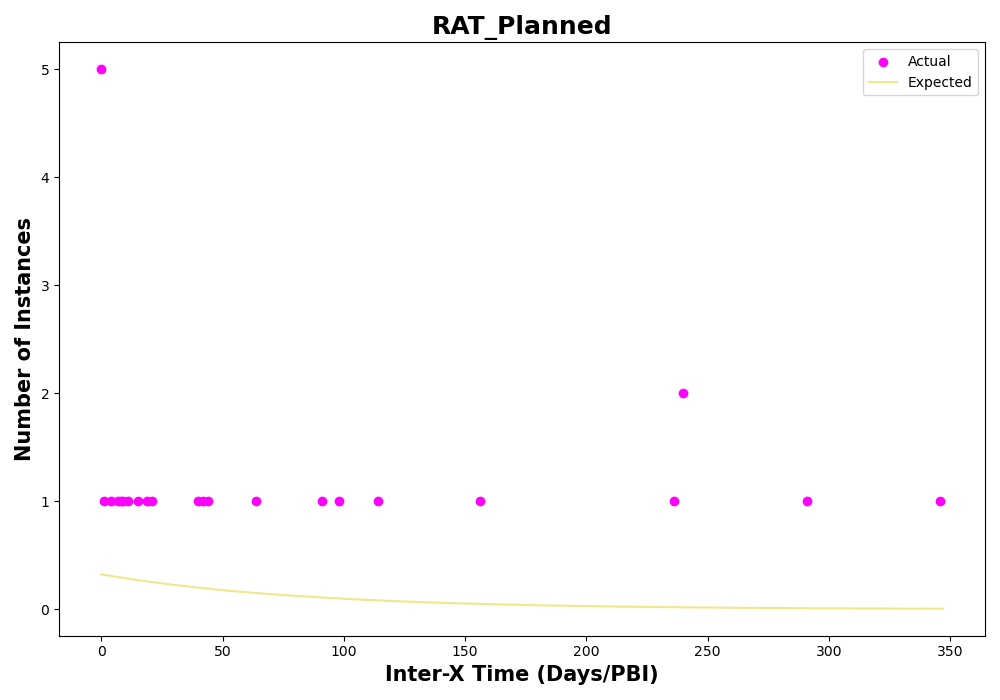 RAT_Planned
Actual
Expected
5
4
3
2
1
0
Number of Instances
0 50 100 150 200 250 300 350
Inter-X Time (Days/PBI)